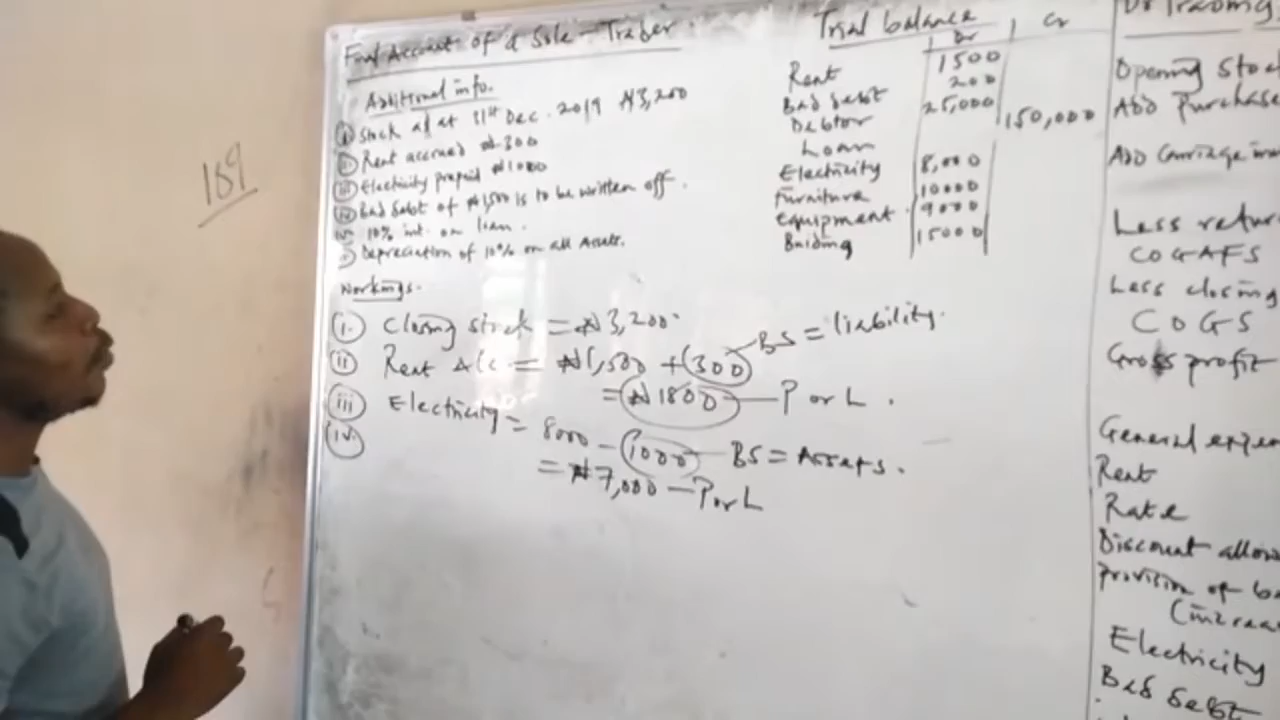 Final Account of a Sole-Trader
Additional info.
(i) Stock as at 31st Dec. 2019 ₦3,200
(ii) Rent accrued ₦300
(iii) Electricity prepaid ₦1000
(iv) Bad debt of ₦1,500 is to be written off.
10% int. on loan.
Depreciation of 10% on all Assets.
Workings.
(i.) Closing stock = ₦3,200.
(ii) Rent A/c = ₦1,500 + (300) BS = liability.
= ₦1800 — P or L.
(iii) Electricity = 8000 - 1000 BS = Assets.
= ₦7,000 — P or L
(iv.
Trial balance
Dr Cr
Rent 1500
Bad debt 200
Debtor 25,000
Loan 150,000
Electricity 8,000
Furniture 10000
equipment 9000
Building 15000
Dr Trading
Opening Stock
ADD Purchase
ADD Carriage
Less return
COGAFS
Less closing
COGS
Gross profit
General
Rent
Rate
Discount
Provision of
Electricity
Bad debt
189